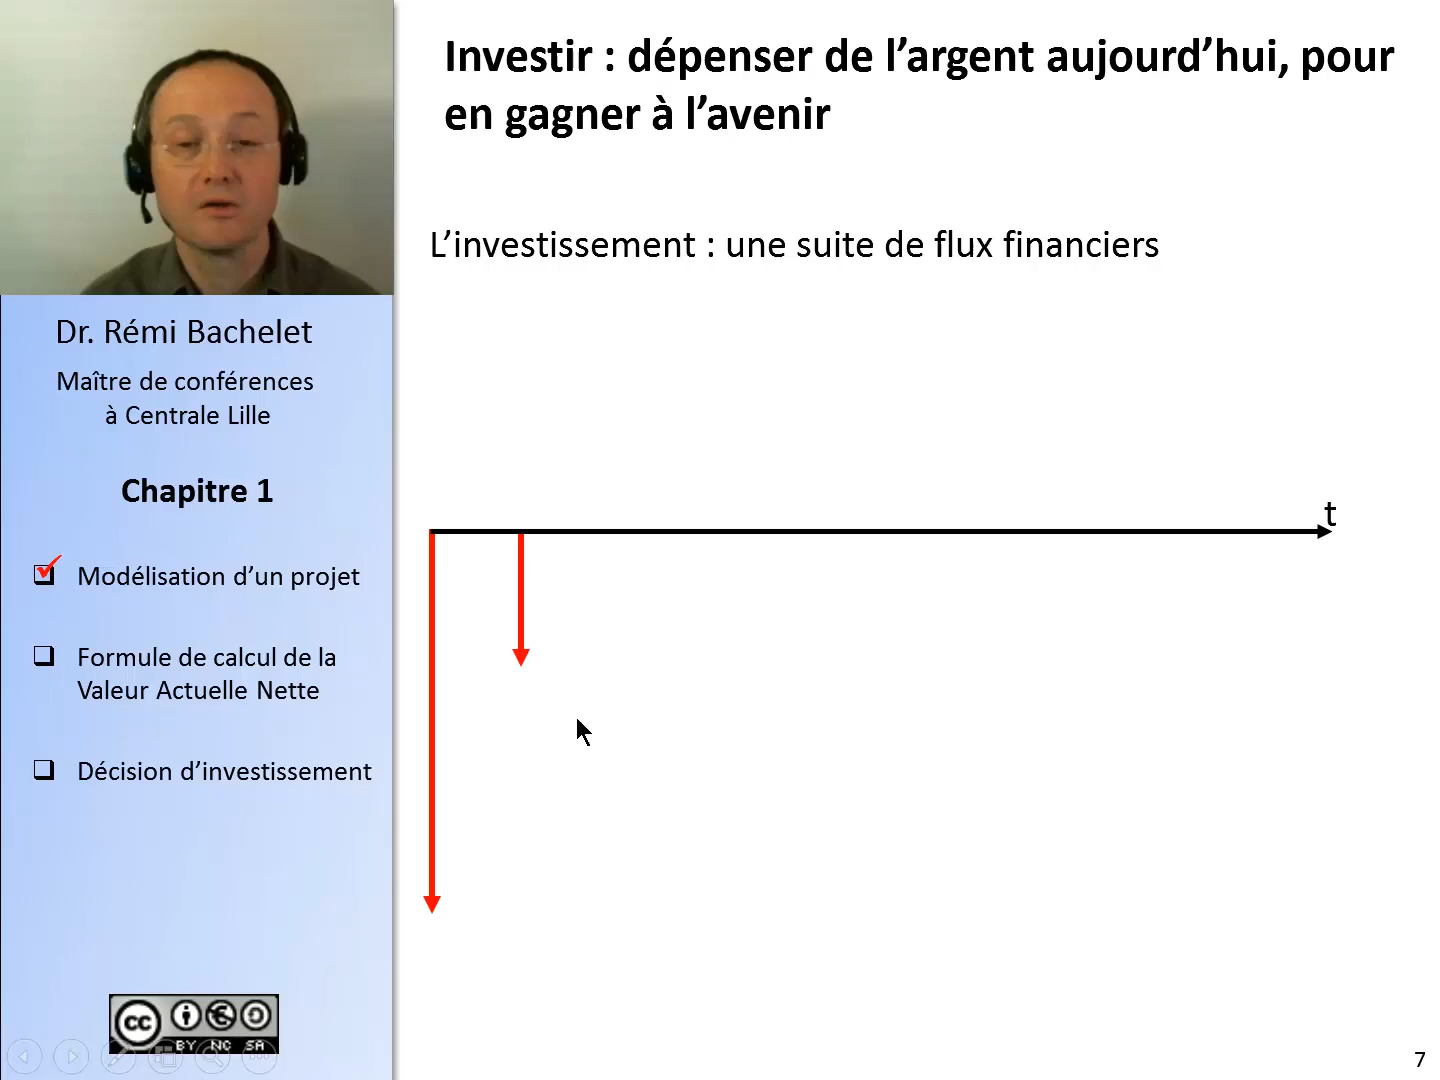 Investir : dépenser de l’argent aujourd’hui, pour
en gagner à l’avenir
L’investissement : une suite de flux financiers
Dr. Rémi Bachelet
Maître de conférences
à Centrale Lille
Chapitre 1
Modélisation d’un projet
Formule de calcul de la
Valeur Actuelle Nette
Décision d’investissement
t
cc
BY NC SA
7